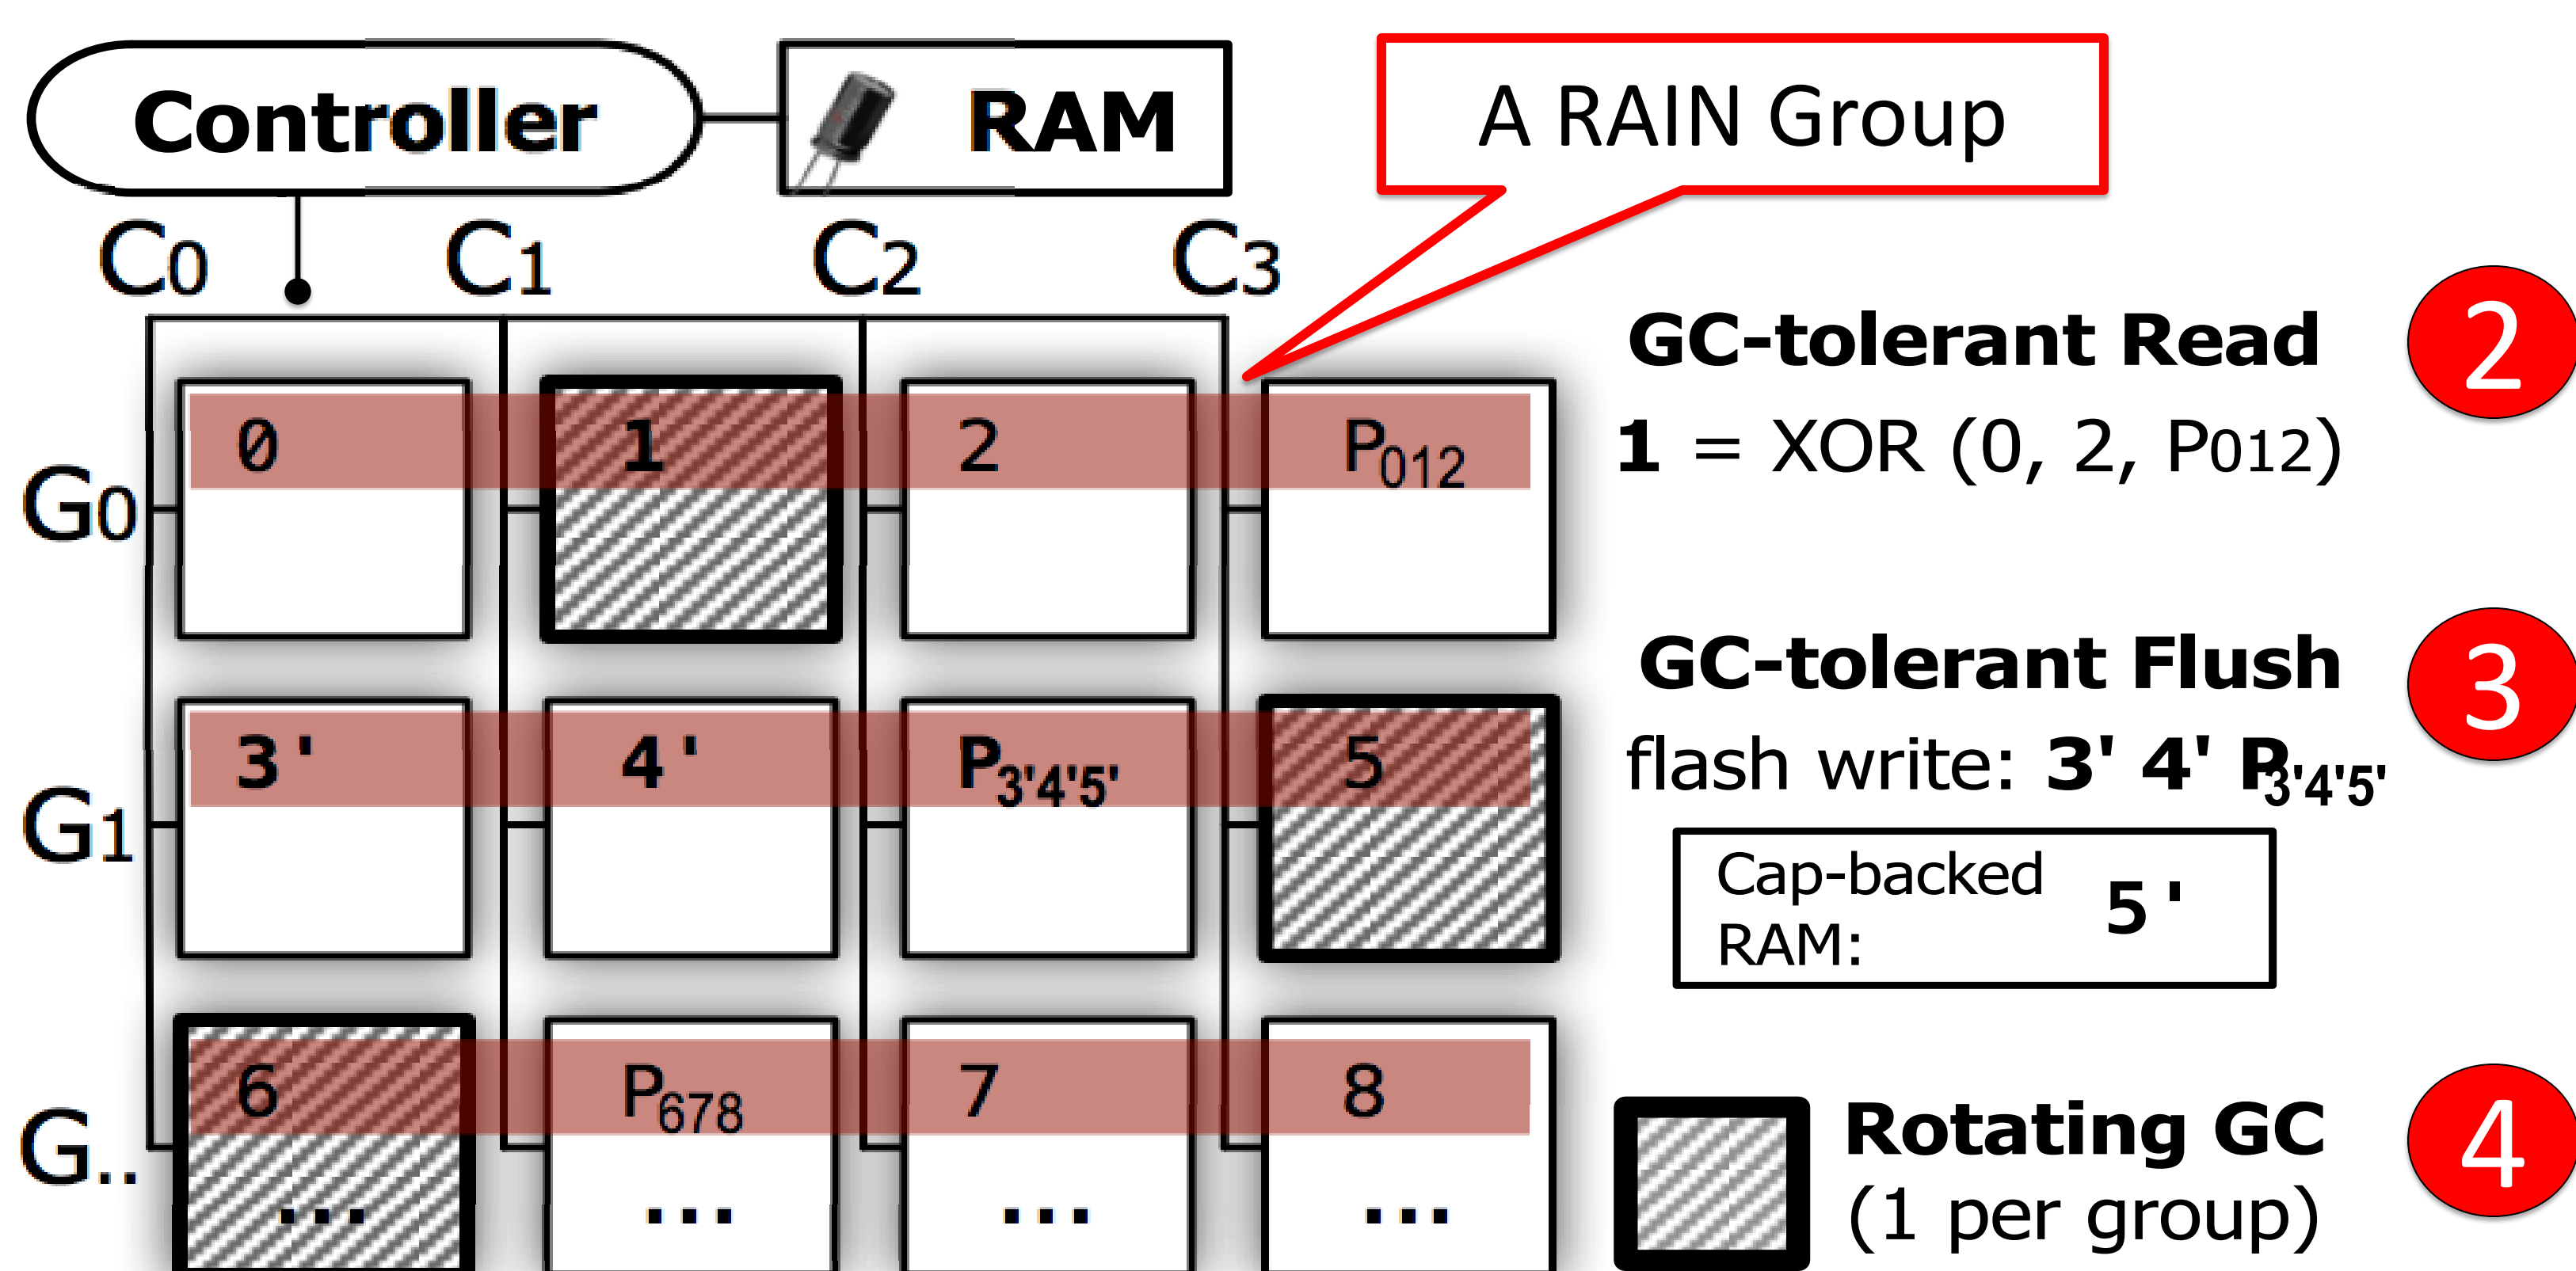 Controller RAM A RAIN Group
C0 C1 C2 C3
GC-tolerant Read 2
G0 0 1 2 P012 1 = XOR (0, 2, P012)
GC-tolerant Flush 3
G1 3' 4' P3'4'5' 5 flash write: 3' 4' P3'4'5'
Cap-backed
RAM: 5'
G.. 6 P678 7 8 Rotating GC 4
... ... ... ... (1 per group)